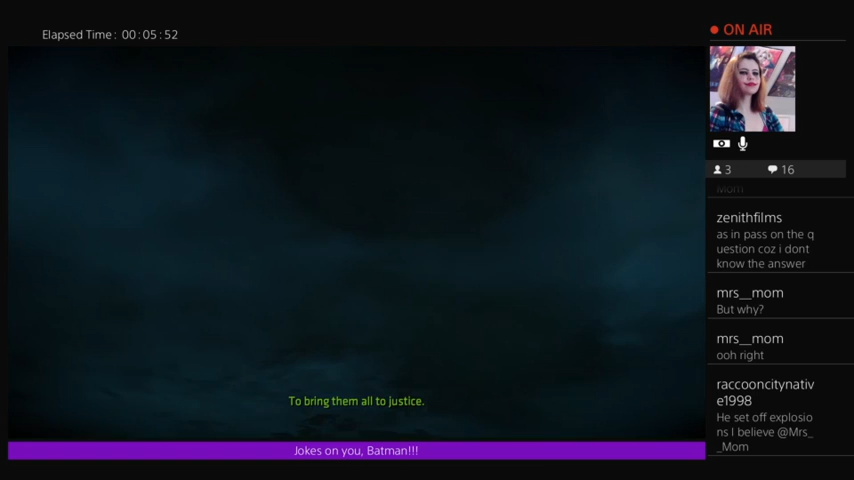 Elapsed Time: 00:05:52
ON AIR
3 16
Mom
zenithfilms
as in pass on the q
uestion coz i dont
know the answer
mrs__mom
But why?
mrs__mom
ooh right
raccooncitynativ
e1998
He set off explosio
ns I believe @Mrs_
_Mom
To bring them all to justice.
Jokes on you, Batman!!!